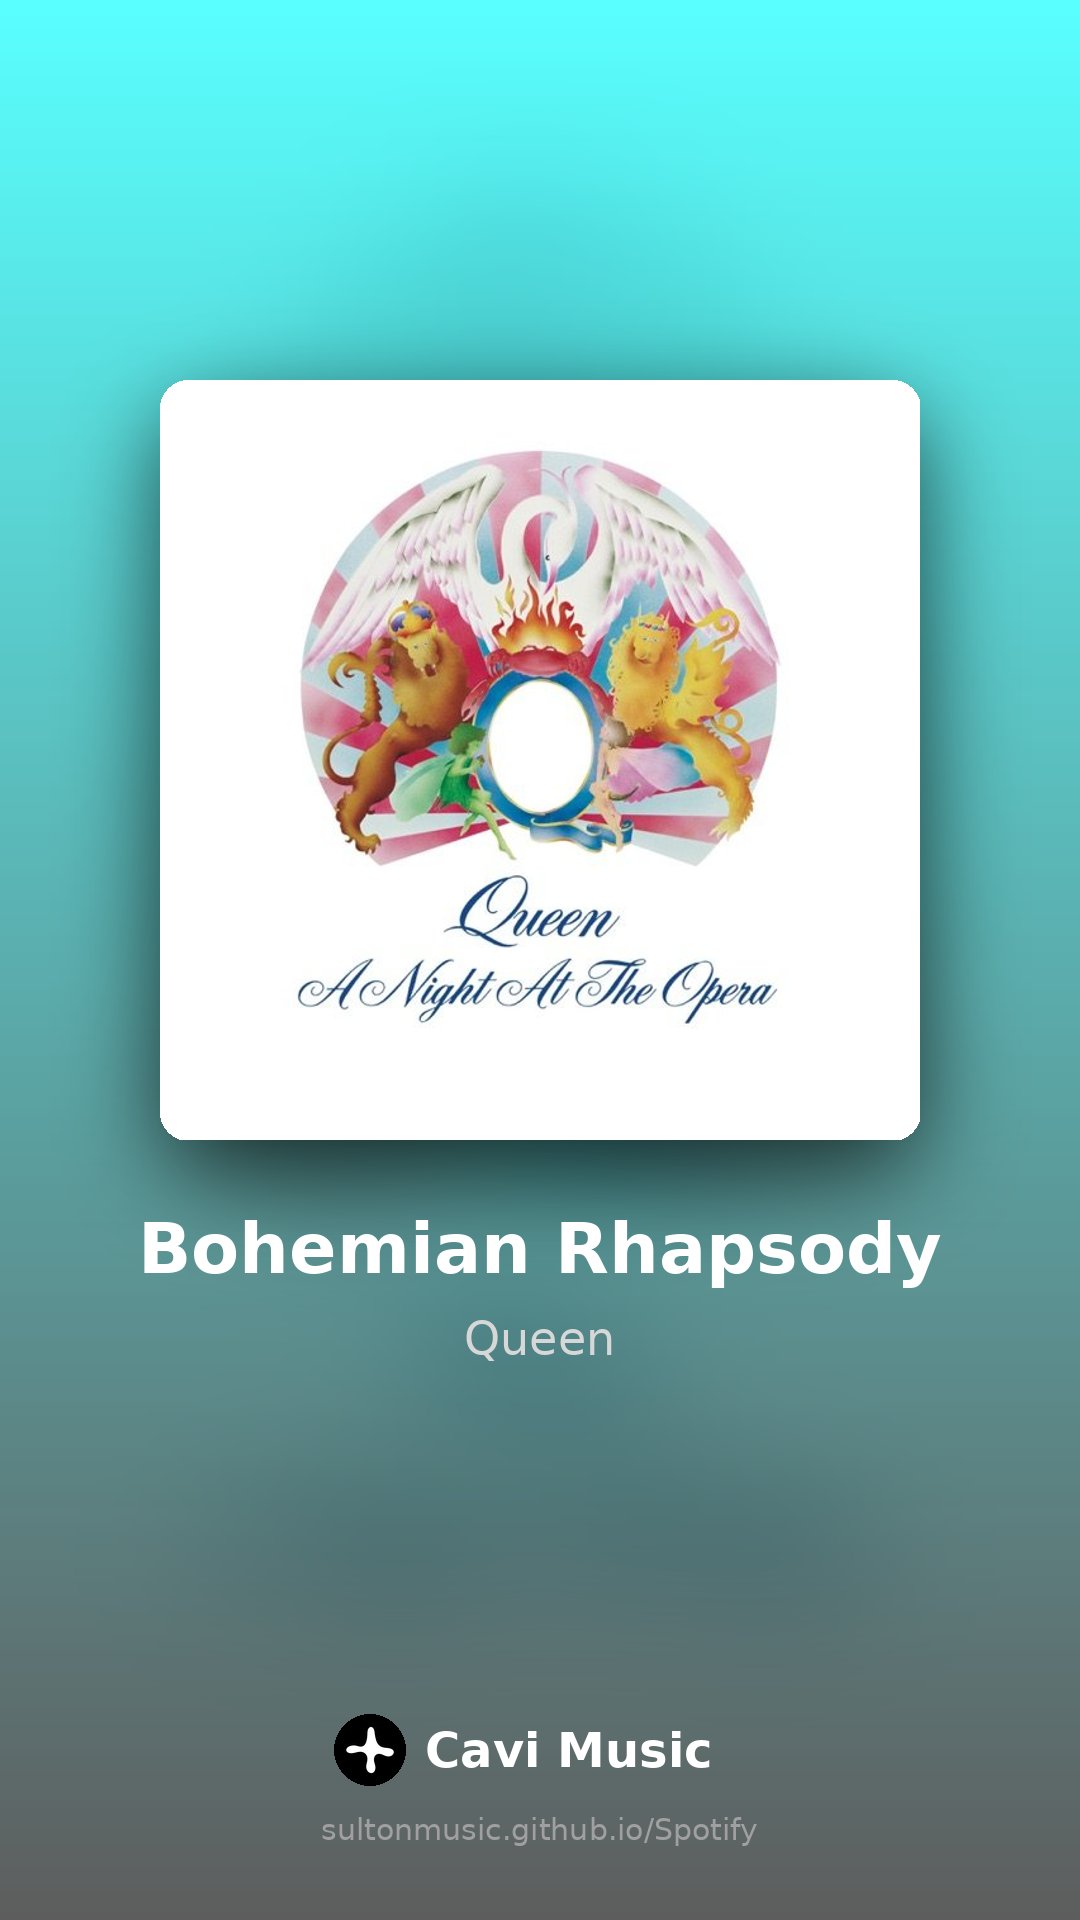 Queen
A Night At The Opera
Bohemian Rhapsody
Queen
Cavi Music
sultonmusic.github.io/Spotify